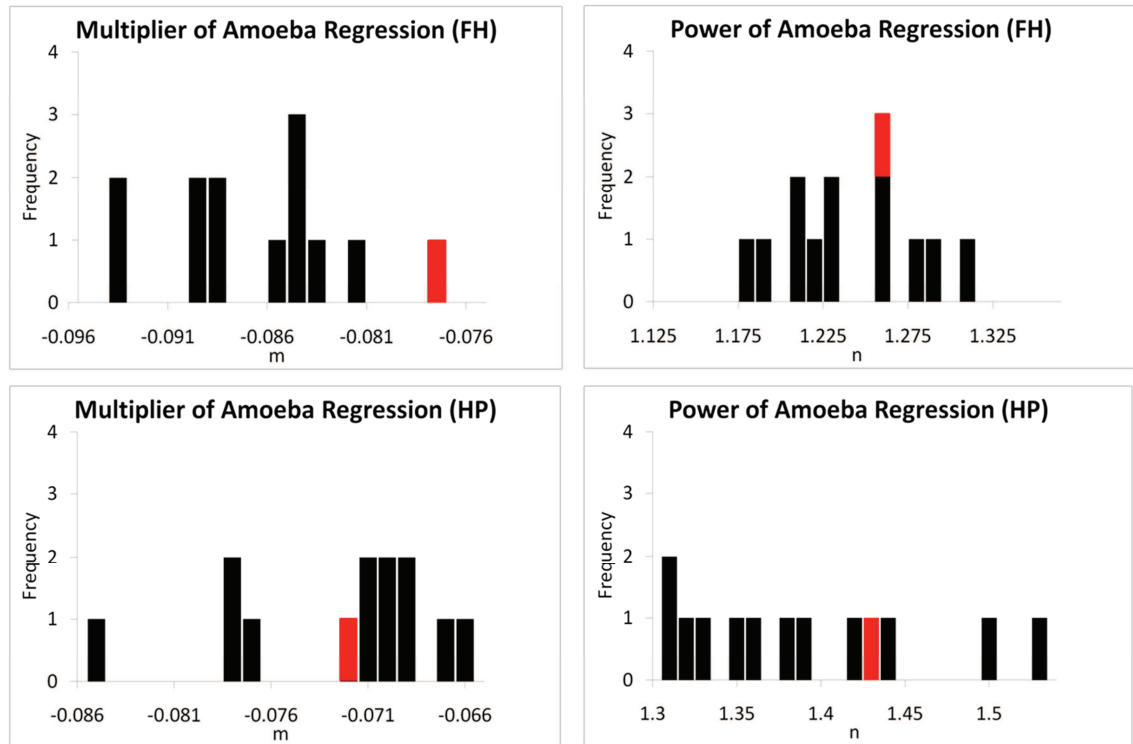 Multiplier of Amoeba Regression (FH)
4
3
2
1
0
Frequency
-0.096 -0.091 -0.086 -0.081 -0.076
m
Power of Amoeba Regression (FH)
4
3
2
1
0
Frequency
1.125 1.175 1.225 1.275 1.325
n
Multiplier of Amoeba Regression (HP)
4
3
2
1
0
Frequency
-0.086 -0.081 -0.076 -0.071 -0.066
m
Power of Amoeba Regression (HP)
4
3
2
1
0
Frequency
1.3 1.35 1.4 1.45 1.5
n